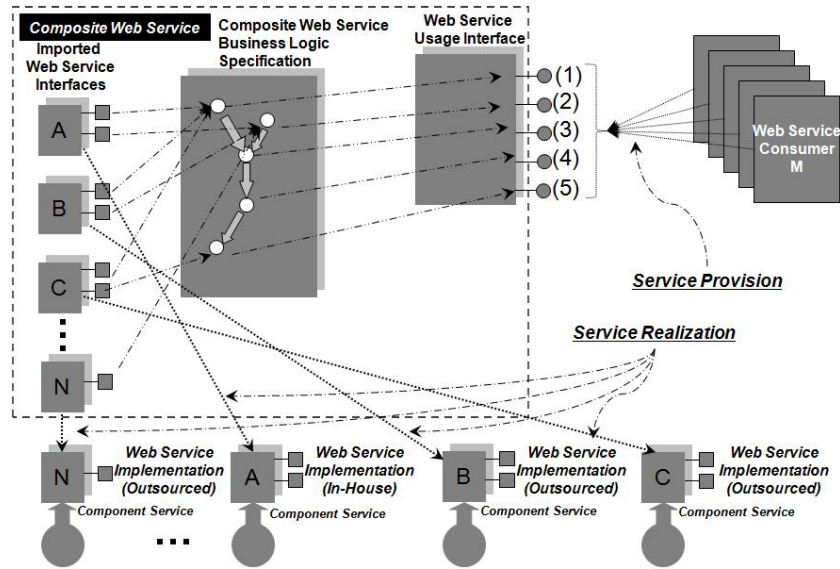 Composite Web Service
Imported
Web Service
Interfaces
Composite Web Service
Business Logic
Specification
Web Service
Usage Interface
A
B
C
N
(1)
(2)
(3)
(4)
(5)
Web Service
Consumer
M
Service Provision
Service Realization
N
Web Service
Implementation
(Outsourced)
Component Service
A
Web Service
Implementation
(In-House)
Component Service
B
Web Service
Implementation
(Outsourced)
Component Service
C
Web Service
Implementation
(Outsourced)
Component Service